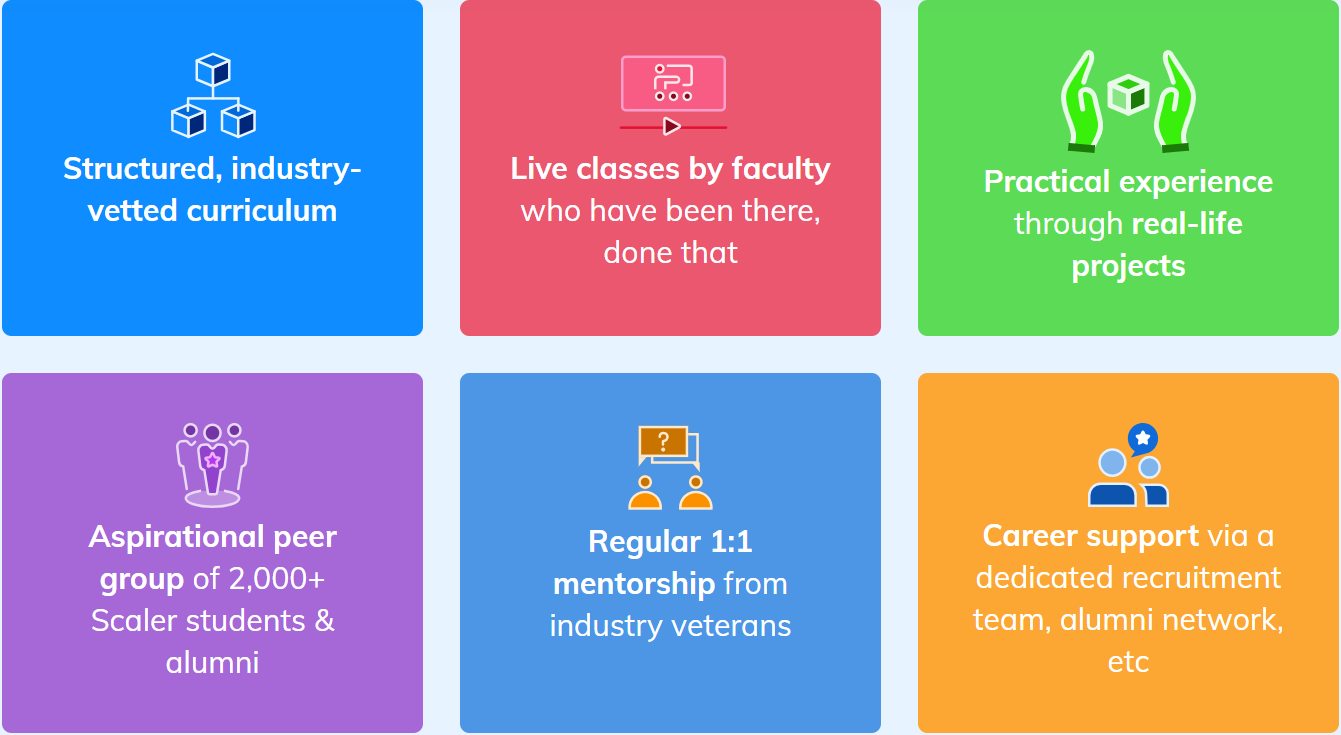 Structured, industry-
vetted curriculum
Live classes by faculty
who have been there,
done that
Practical experience
through real-life
projects
Aspirational peer
group of 2,000+
Scaler students &
alumni
?
Regular 1:1
mentorship from
industry veterans
Career support via a
dedicated recruitment
team, alumni network,
etc